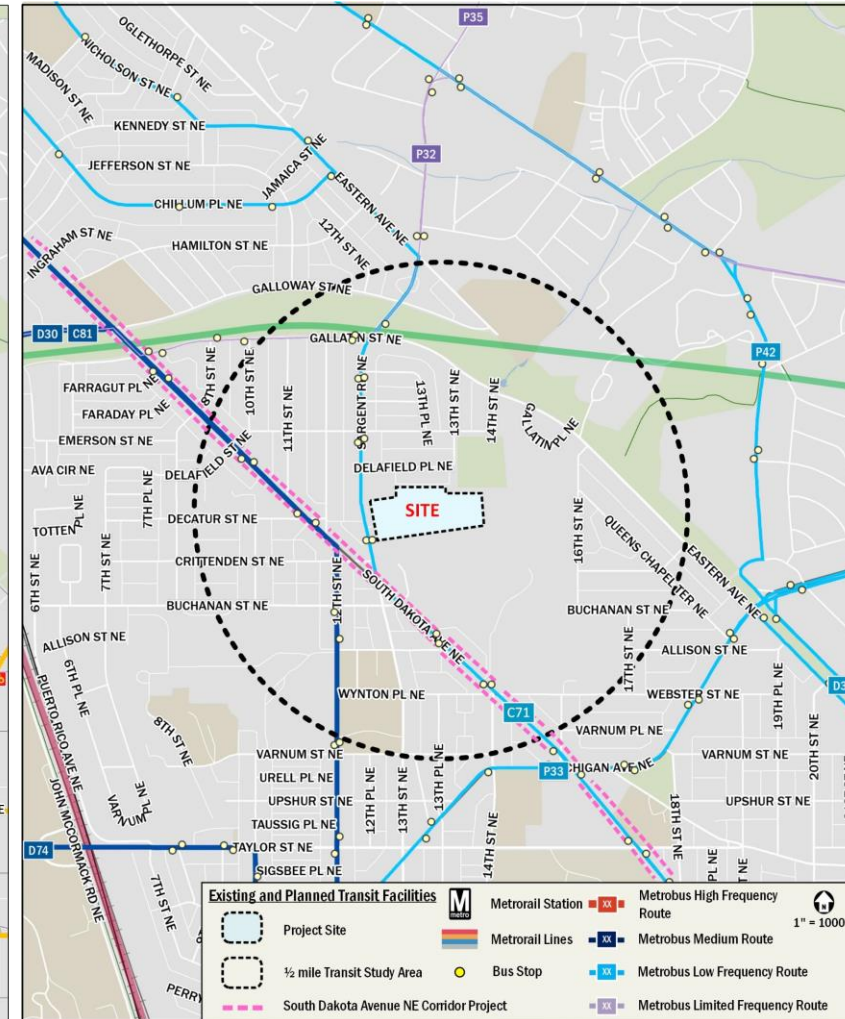 P35
OGLETHORPE ST NE
NICHOLSON ST NE
MADISON ST NE
KENNEDY ST NE
P32
JEFFERSON ST NE
JAMAICA ST NE
EASTERN AVE NE
CHILLUM PL NE
12TH ST NE
INGRAHAM ST NE
HAMILTON ST NE
GALLOWAY ST NE
D30 C81
GALLATIN ST NE
P42
8TH ST NE
10TH ST NE
11TH ST NE
SARGENT RD NE
13TH PL NE
13TH ST NE
14TH ST NE
GALLATIN PL NE
FARRAGUT PL NE
FARADAY PL NE
EMERSON ST NE
AVA CIR NE
DELAFIELD ST NE
DELAFIELD PL NE
7TH PL NE
SITE
TOTTEN PL NE
DECATUR ST NE
16TH ST NE
QUEENS CHAPEL TER NE
EASTERN AVE NE
6TH ST NE
7TH ST NE
CRITTENDEN ST NE
SOUTH DAKOTA AVE NE
BUCHANAN ST NE
12TH ST NE
BUCHANAN ST NE
ALLISON ST NE
ALLISON ST NE
6TH PL NE
PUERTO RICO AVE NE
WYNTON PL NE
17TH ST NE
WEBSTER ST NE
19TH PL NE
D3
8TH ST NE
C71
VARNUM PL NE
VARNUM ST NE
VARNUM ST NE
20TH ST NE
P33
CHIGAN AVE NE
URELL PL NE
VARNUM PL NE
JOHN MCCORMACK RD NE
UPSHUR ST NE
12TH PL NE
13TH ST NE
13TH PL NE
UPSHUR ST NE
TAUSSIG PL NE
14TH ST NE
18TH ST NE
D74
TAYLOR ST NE
PL NE
T NE
SIGSBEE PL NE
7TH ST NE
PERRY
Existing and Planned Transit Facilities
Project Site
½ mile Transit Study Area
South Dakota Avenue NE Corridor Project
M
metro
Metrorail Station
Metrorail Lines
Bus Stop
XX Metrobus High Frequency
Route
XX Metrobus Medium Route
XX Metrobus Low Frequency Route
XX Metrobus Limited Frequency Route
N
1" = 1000